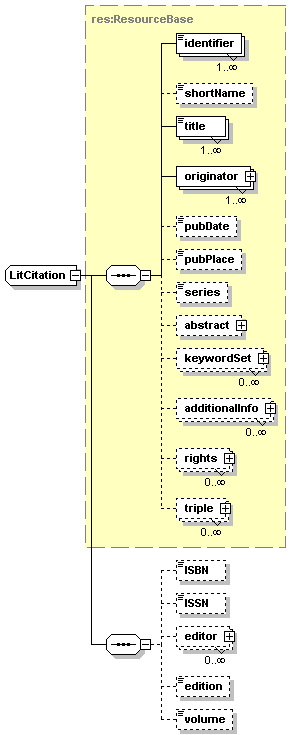 res:ResourceBase
identifier
1..∞
shortName
title
1..∞
originator
1..∞
pubDate
pubPlace
LitCitation
series
abstract
keywordSet
0..∞
additionalInfo
0..∞
rights
0..∞
triple
0..∞
ISBN
ISSN
editor
0..∞
edition
volume